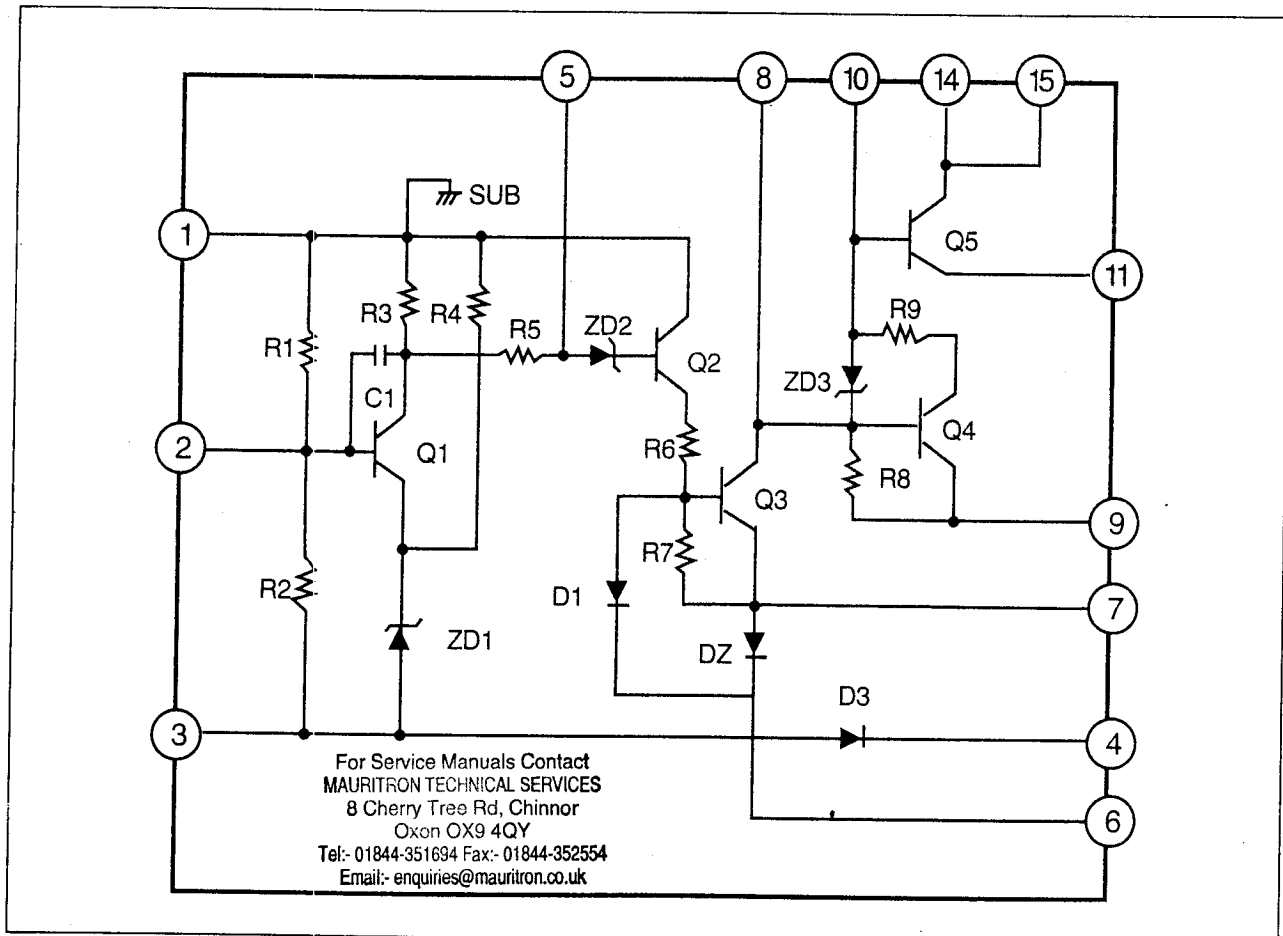 5 8 10 14 15
SUB
1
Q5
11
R3 R4 R9
R1 R5 ZD2
Q2
ZD3
C1
2 Q1 R6 Q4
R8
Q3
9
R7
R2 D1
7
ZD1 DZ
D3
3 4
For Service Manuals Contact
MAURITRON TECHNICAL SERVICES
8 Cherry Tree Rd, Chinnor
Oxon OX9 4QY
Tel:- 01844-351694 Fax:- 01844-352554
Email:- enquiries@mauritron.co.uk
6